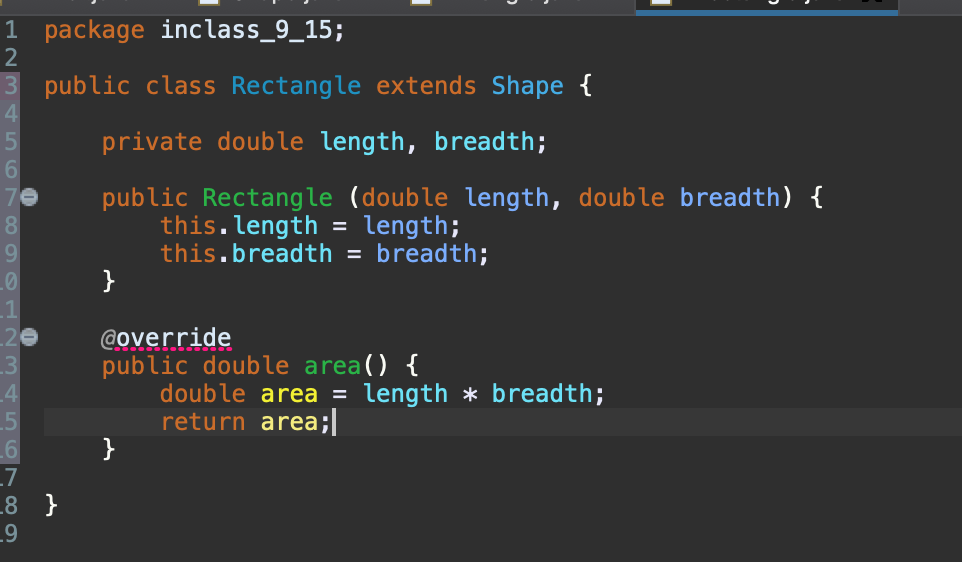 1 package inclass_9_15;
2
3 public class Rectangle extends Shape {
4
5 private double length, breadth;
6
7 public Rectangle (double length, double breadth) {
8 this.length = length;
9 this.breadth = breadth;
0 }
1
2 @override
3 public double area() {
4 double area = length * breadth;
5 return area;
6 }
7
8 }
9